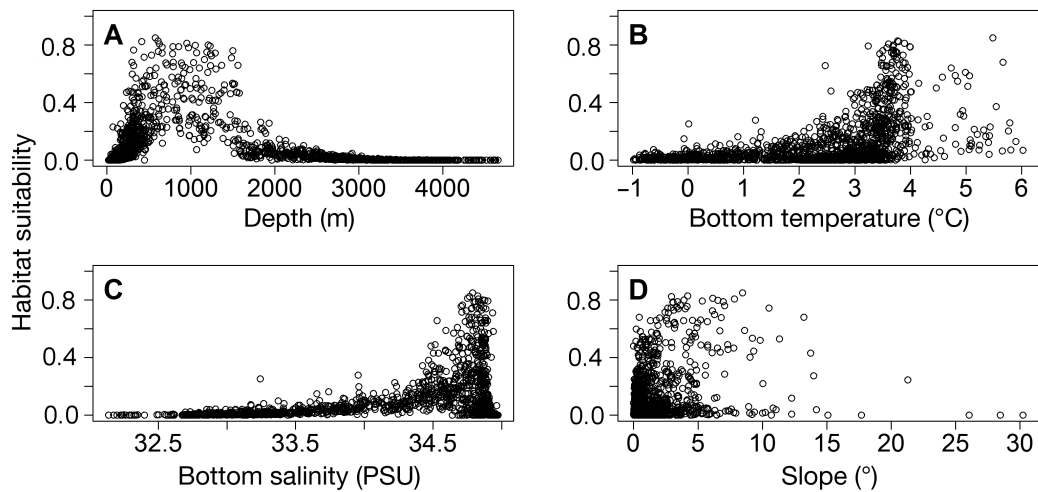 A
0.8
0.4
0.0
0 1000 2000 3000 4000
Depth (m)
B
0.8
0.4
0.0
−1 0 1 2 3 4 5 6
Bottom temperature (°C)
Habitat suitability
C
0.8
0.4
0.0
32.5 33.5 34.5
Bottom salinity (PSU)
D
0.8
0.4
0.0
0 5 10 15 20 25 30
Slope (°)